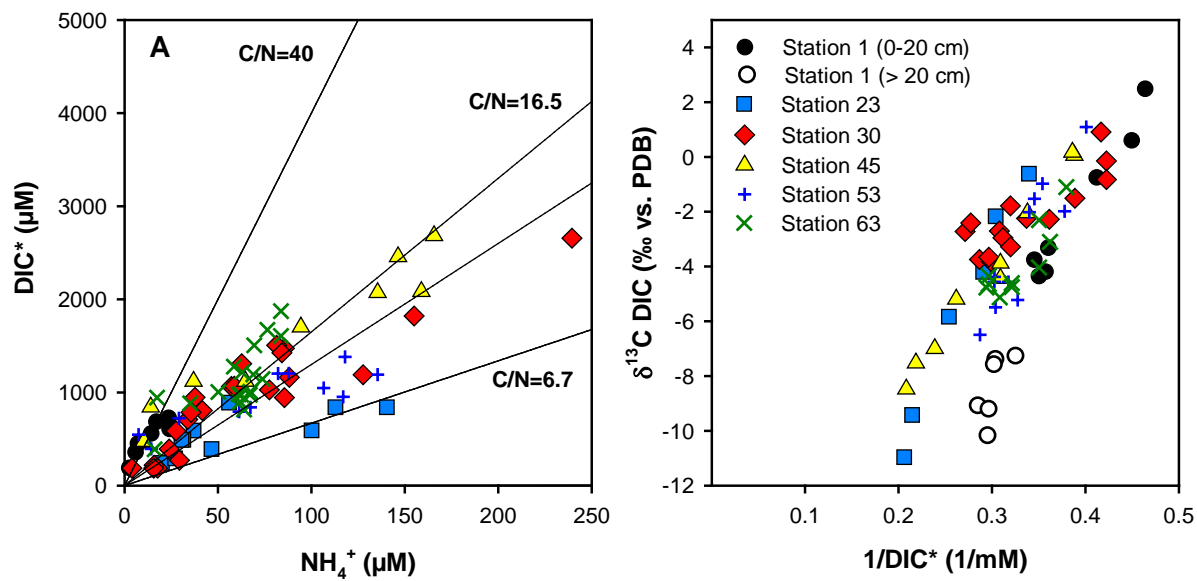 A
C/N=40
C/N=16.5
C/N=6.7
5000
4000
3000
2000
1000
0
0
50
100
150
200
250
DIC* (µM)
NH₄⁺ (µM)
4
2
0
-2
-4
-6
-8
-10
-12
0.1
0.2
0.3
0.4
0.5
δ¹³C DIC (‰ vs. PDB)
1/DIC* (1/mM)
Station 1 (0-20 cm)
Station 1 (> 20 cm)
Station 23
Station 30
Station 45
Station 53
Station 63